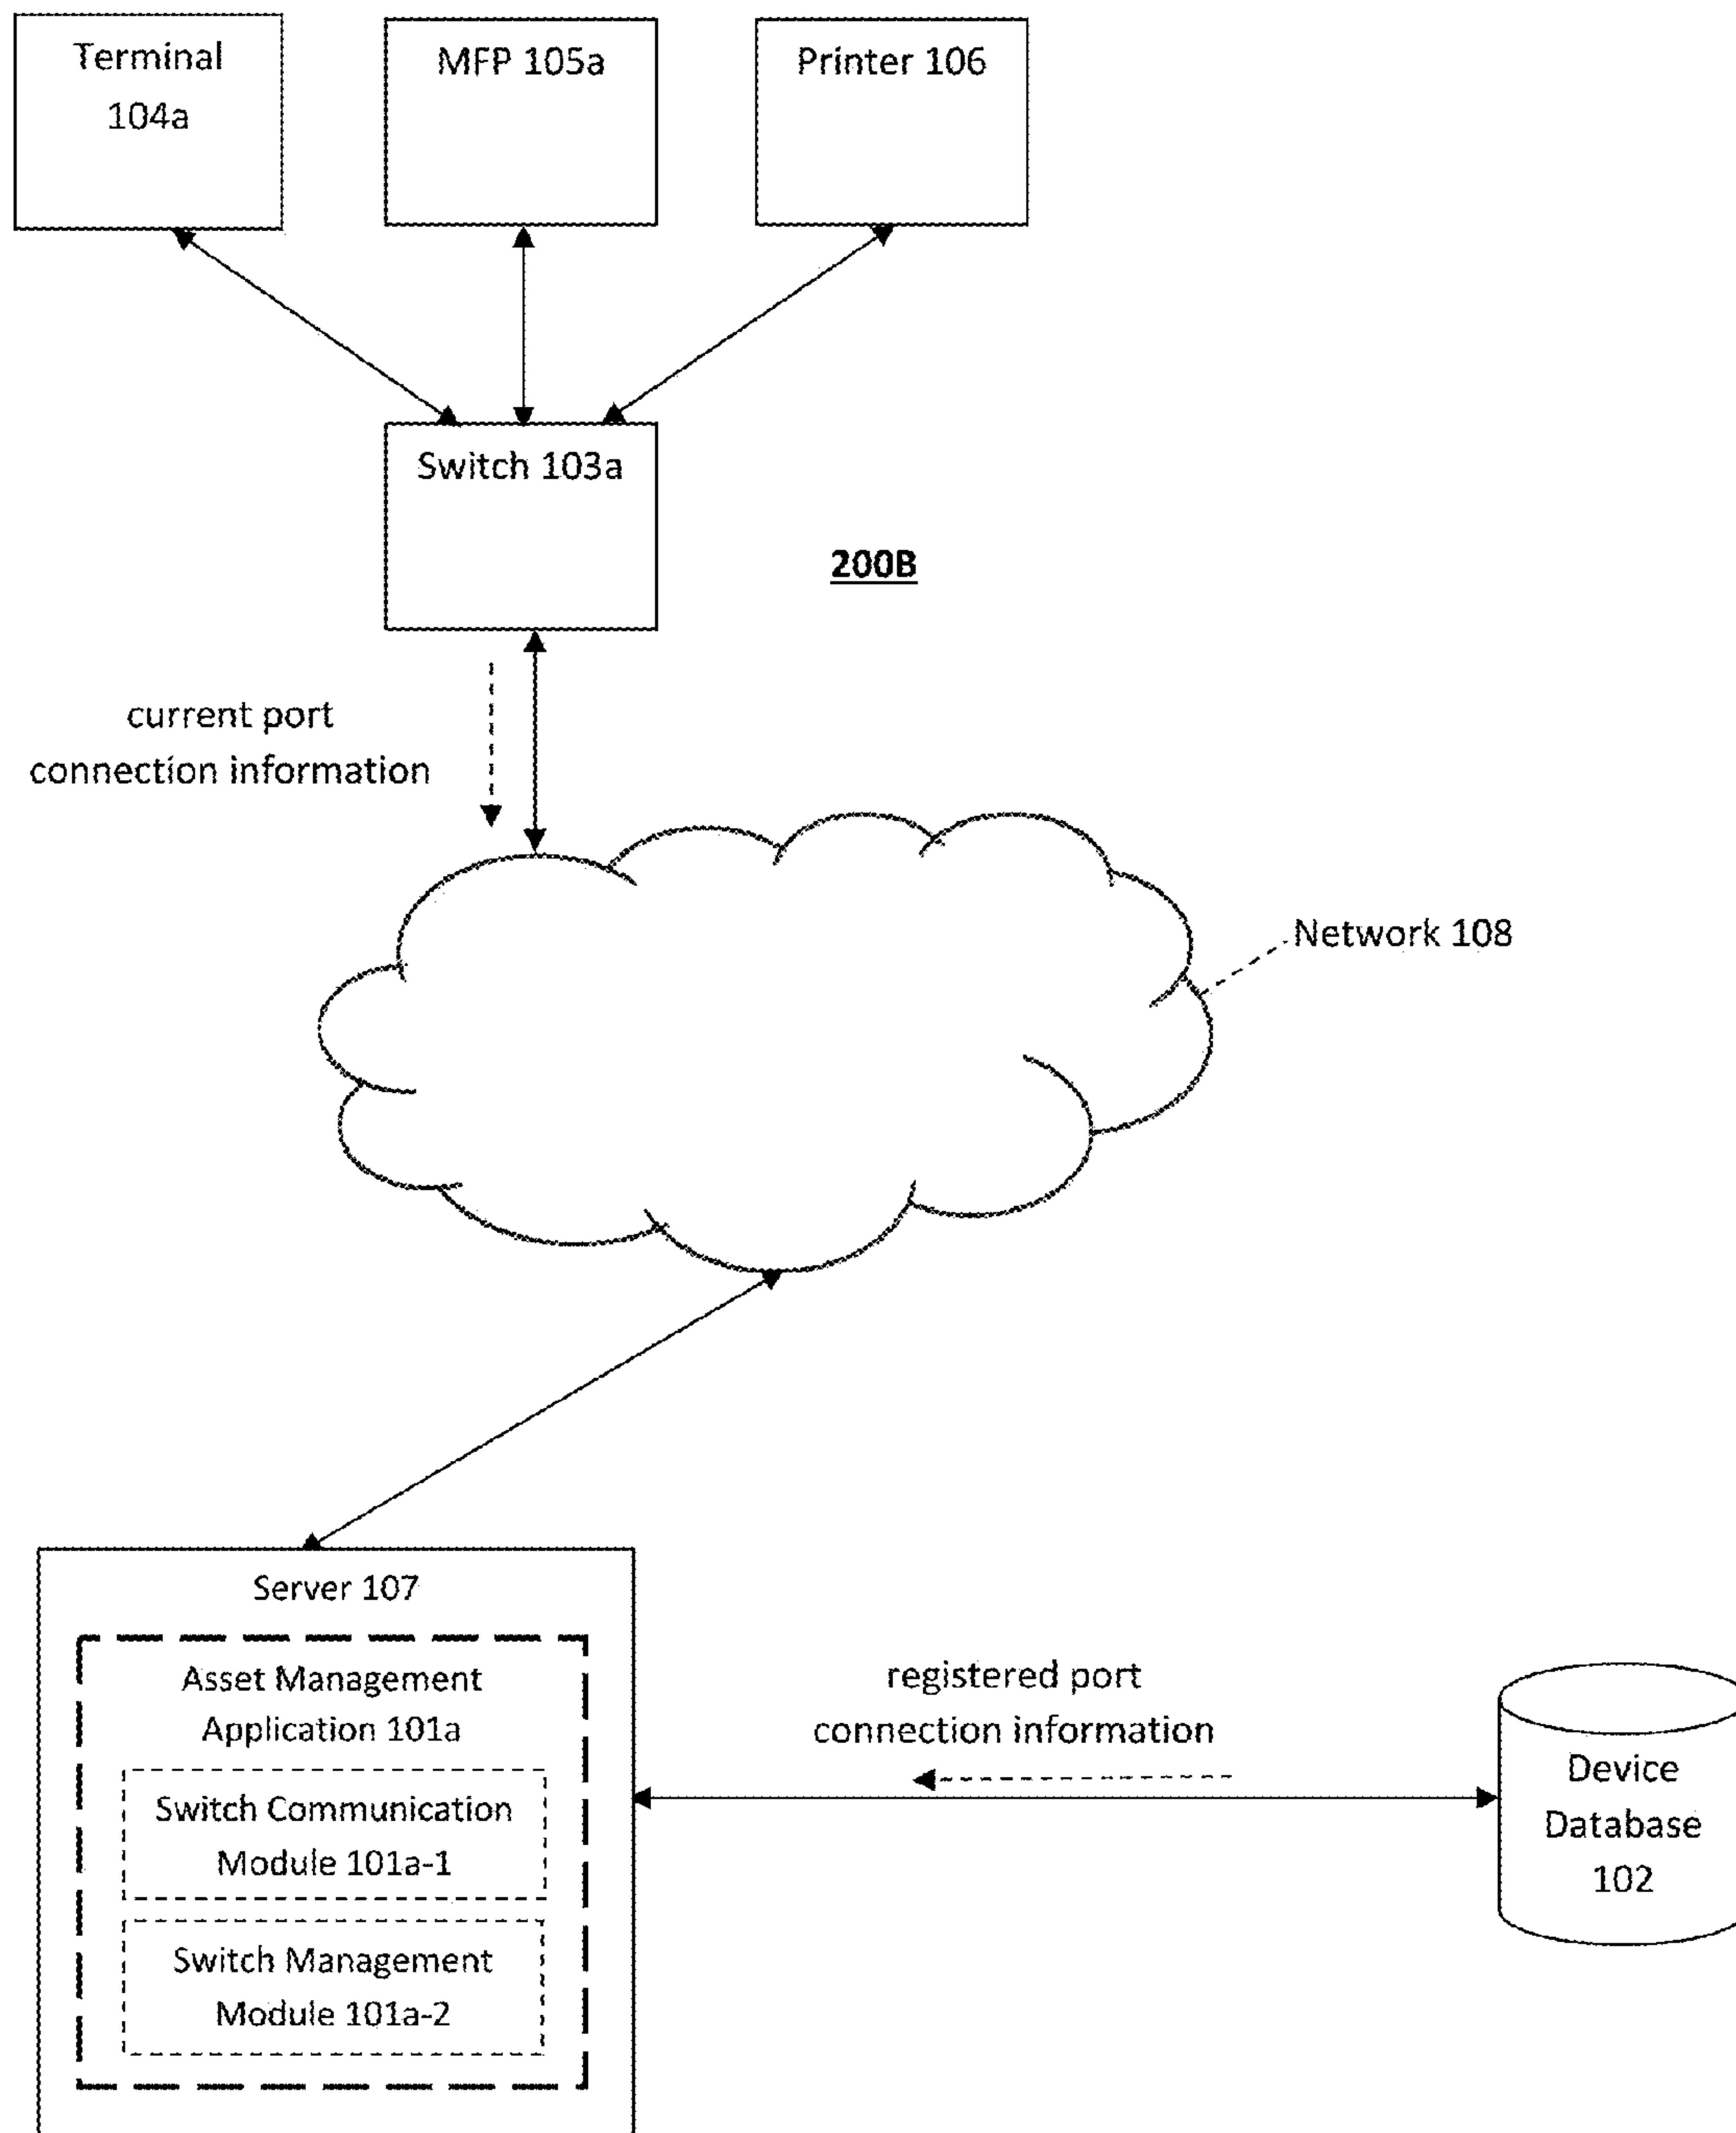 Terminal
104a
MFP 105a
Printer 106
Switch 103a
200B
current port
connection information
Network 108
Server 107
Asset Management
Application 101a
Switch Communication
Module 101a-1
Switch Management
Module 101a-2
registered port
connection information
Device
Database
102